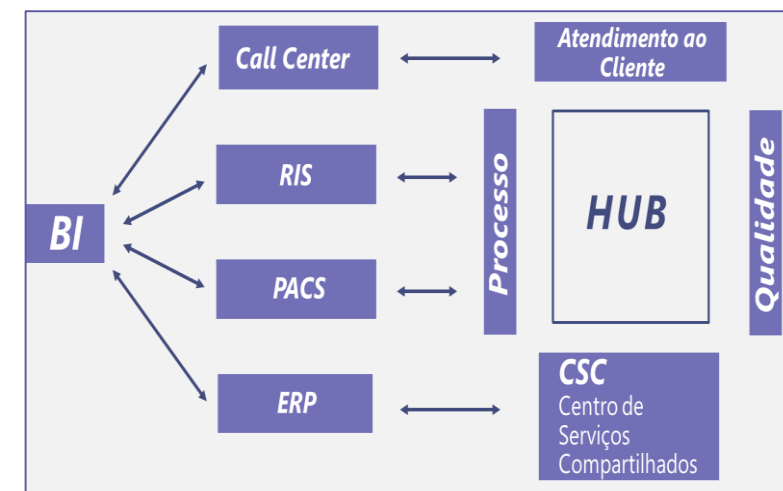 Call Center
Atendimento ao
Cliente
RIS
BI
PACS
ERP
Processo
HUB
Qualidade
CSC
Centro de
Serviços
Compartilhados